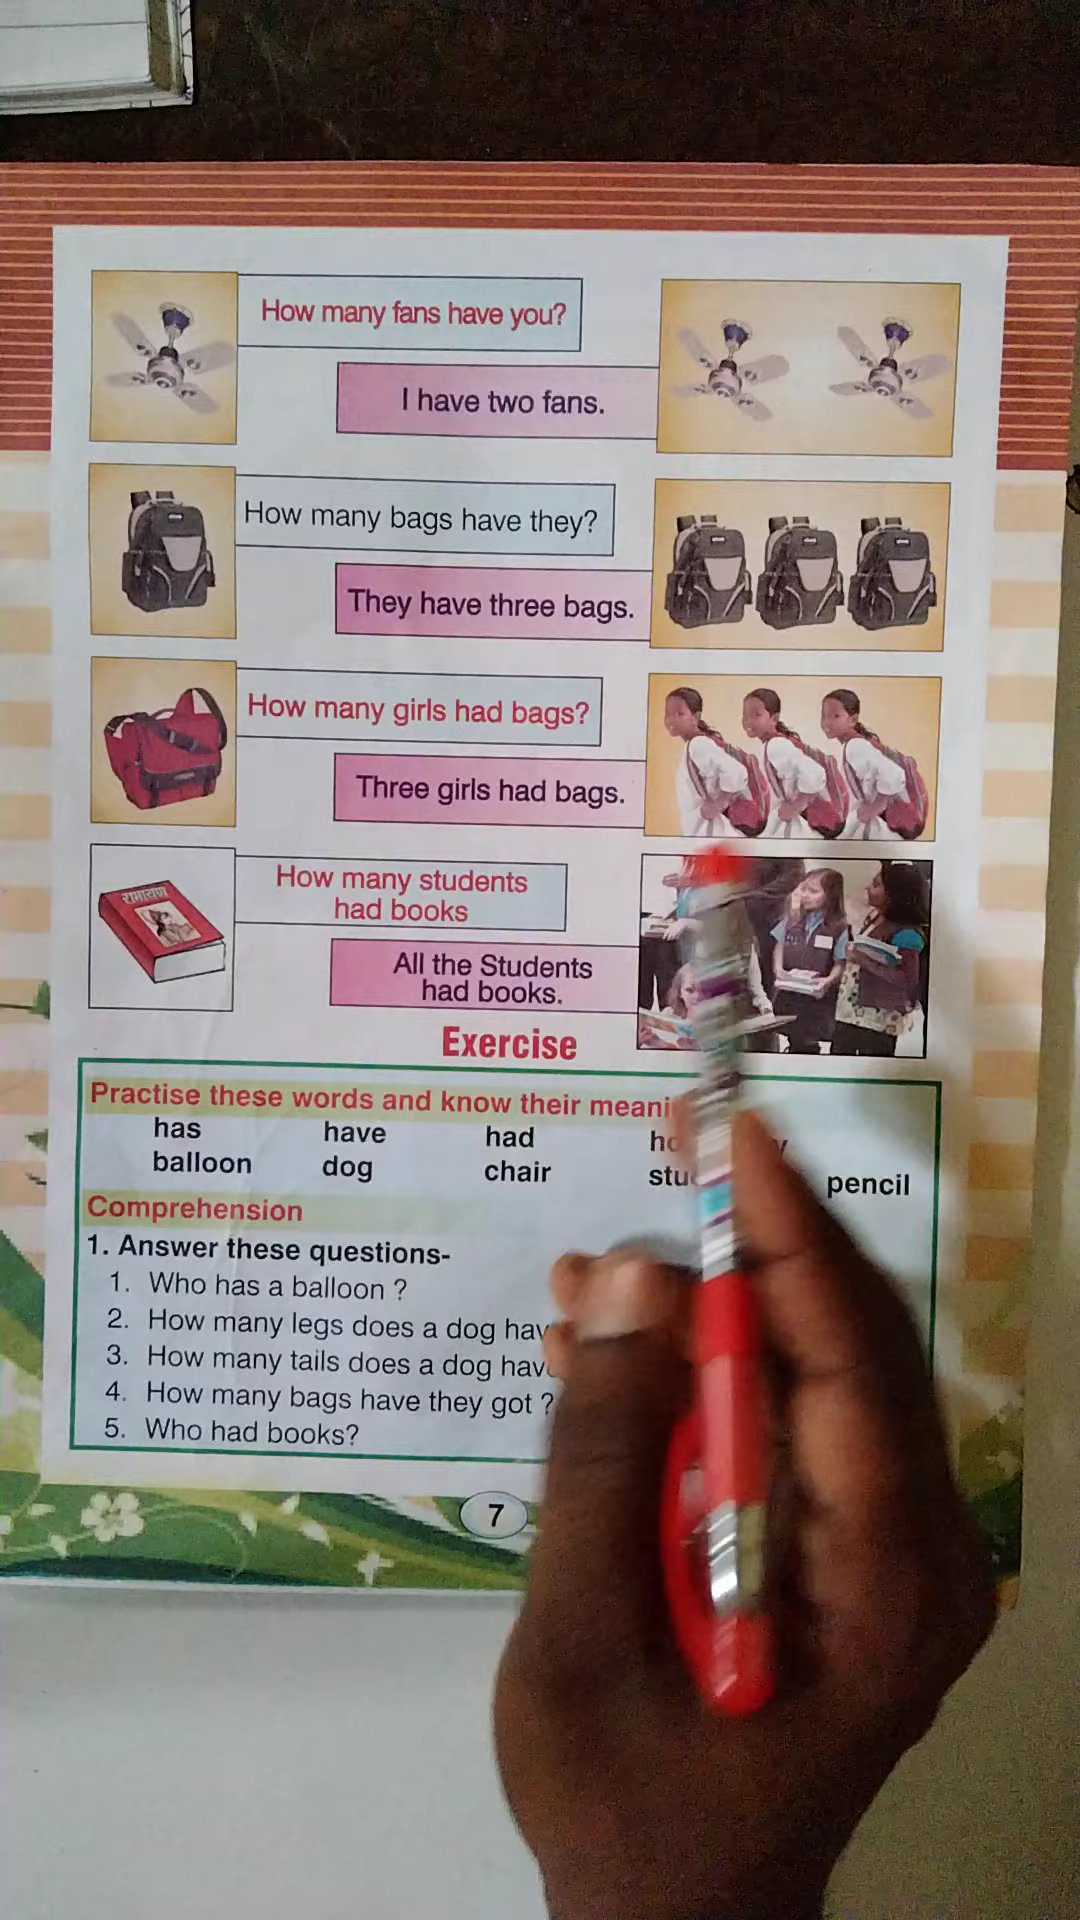 How many fans have you?
I have two fans.
How many bags have they?
They have three bags.
How many girls had bags?
Three girls had bags.
रामायण
How many students
had books
All the Students
had books.
Exercise
Practise these words and know their
has have had
balloon dog chair pencil
Comprehension
1. Answer these questions-
1. Who has a balloon ?
2. How many legs does a dog
3. How many tails does a dog
4. How many bags have they got ?
5. Who had books?
7